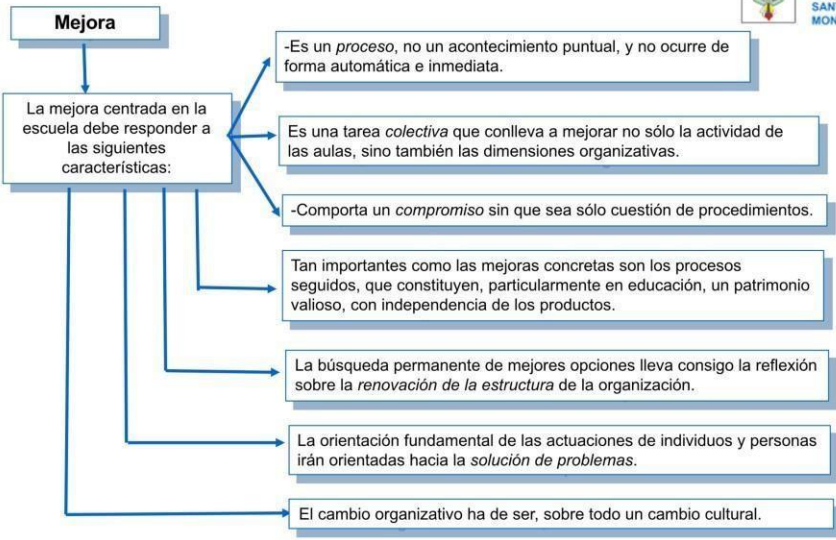 SAN
MON
Mejora
La mejora centrada en la
escuela debe responder a
las siguientes
características:
-Es un proceso, no un acontecimiento puntual, y no ocurre de
forma automática e inmediata.
Es una tarea colectiva que conlleva a mejorar no sólo la actividad de
las aulas, sino también las dimensiones organizativas.
-Comporta un compromiso sin que sea sólo cuestión de procedimientos.
Tan importantes como las mejoras concretas son los procesos
seguidos, que constituyen, particularmente en educación, un patrimonio
valioso, con independencia de los productos.
La búsqueda permanente de mejores opciones lleva consigo la reflexión
sobre la renovación de la estructura de la organización.
La orientación fundamental de las actuaciones de individuos y personas
irán orientadas hacia la solución de problemas.
El cambio organizativo ha de ser, sobre todo un cambio cultural.